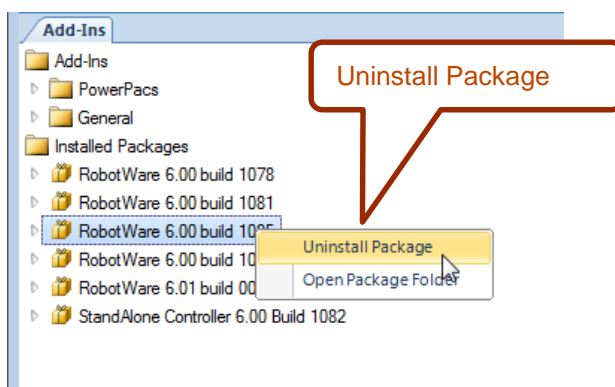 Add-Ins
Add-Ins
Uninstall Package
PowerPacs
General
Installed Packages
RobotWare 6.00 build 1078
RobotWare 6.00 build 1081
RobotWare 6.00 build
Uninstall Package
RobotWare 6.00 build
Open Package Folder
RobotWare 6.01 build
StandAlone Controller 6.00 Build 1082